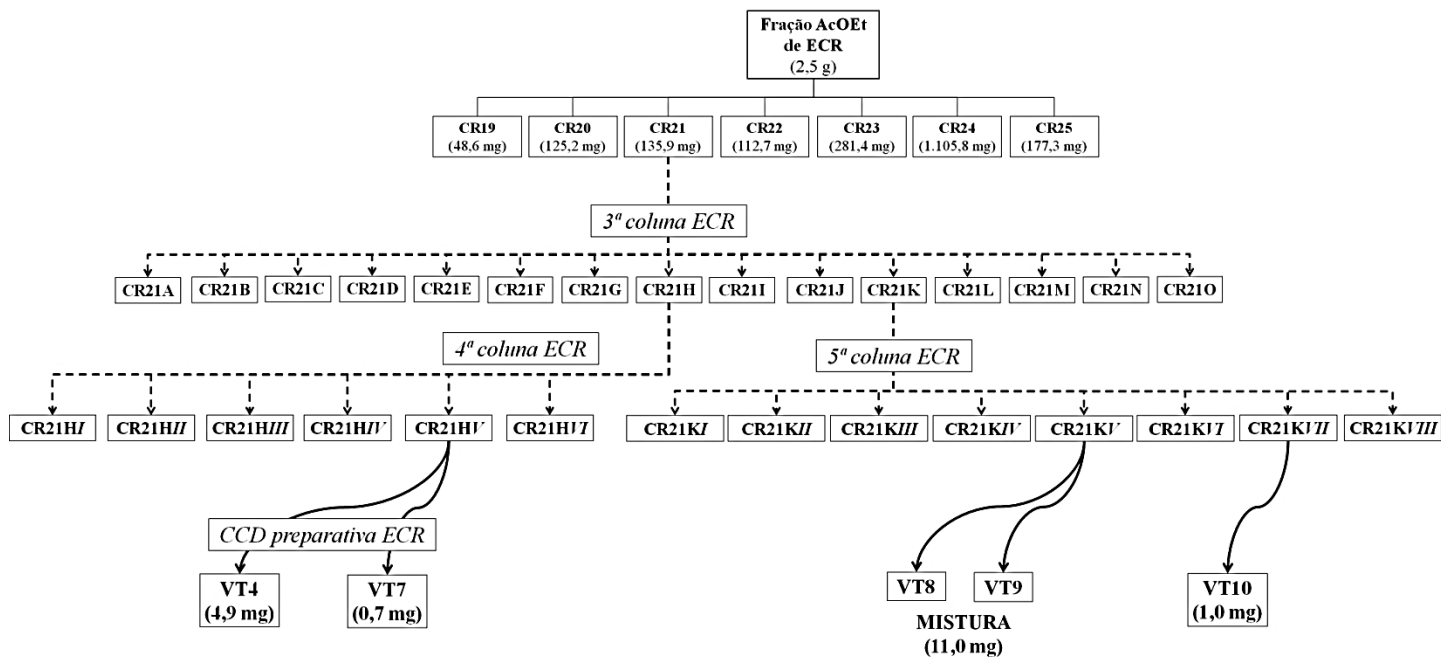 Fração AcOEt
de ECR
(2,5 g)
CR19 CR20 CR21 CR22 CR23 CR24 CR25
(48,6 mg) (125,2 mg) (135,9 mg) (112,7 mg) (281,4 mg) (1.105,8 mg) (177,3 mg)
3ª coluna ECR
CR21A CR21B CR21C CR21D CR21E CR21F CR21G CR21H CR21I CR21J CR21K CR21L CR21M CR21N CR21O
4ª coluna ECR 5ª coluna ECR
CR21HI CR21HII CR21HIII CR21HIV CR21HV CR21HVI CR21KI CR21KII CR21KIII CR21KIV CR21KV CR21KVI CR21KVII CR21KVIII
CCD preparativa ECR
VT4 VT7 VT8 VT9 VT10
(4,9 mg) (0,7 mg) (1,0 mg)
MISTURA
(11,0 mg)